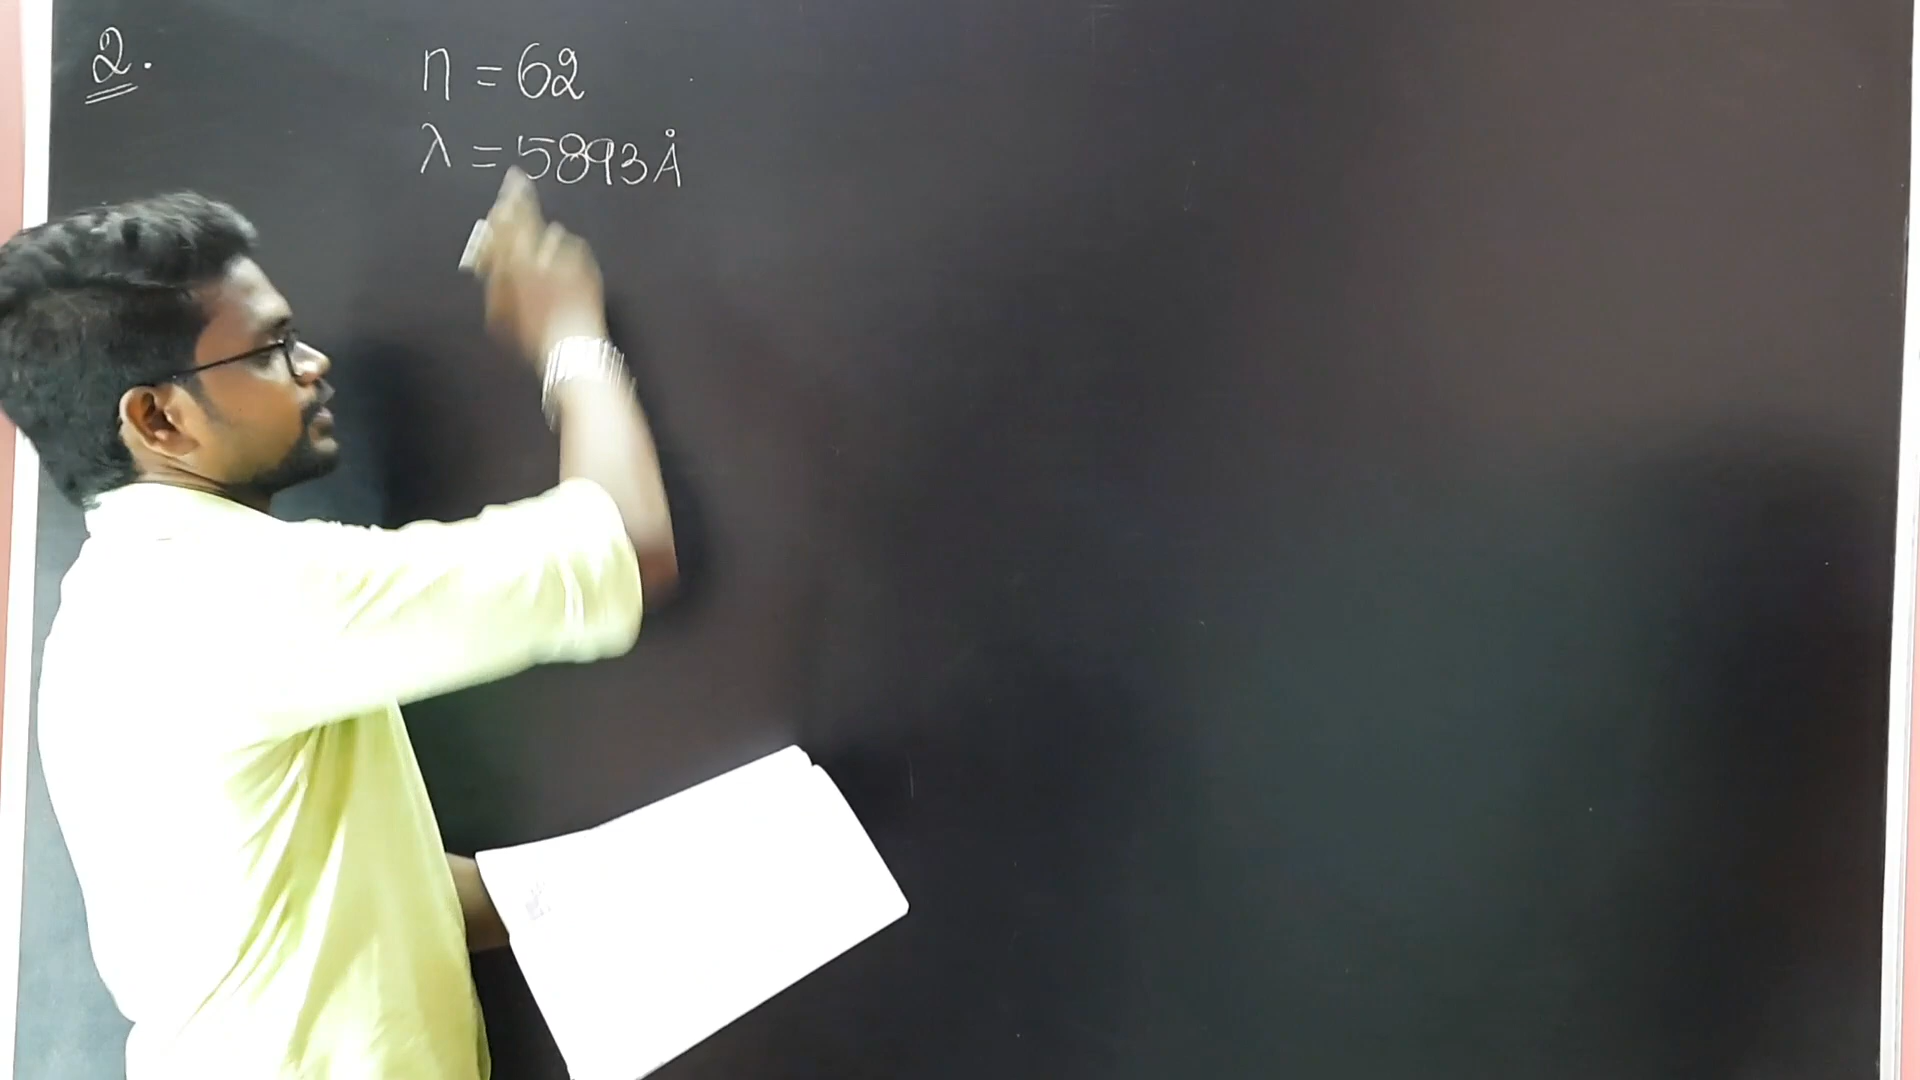 2.
n = 62
λ = 5893 Å